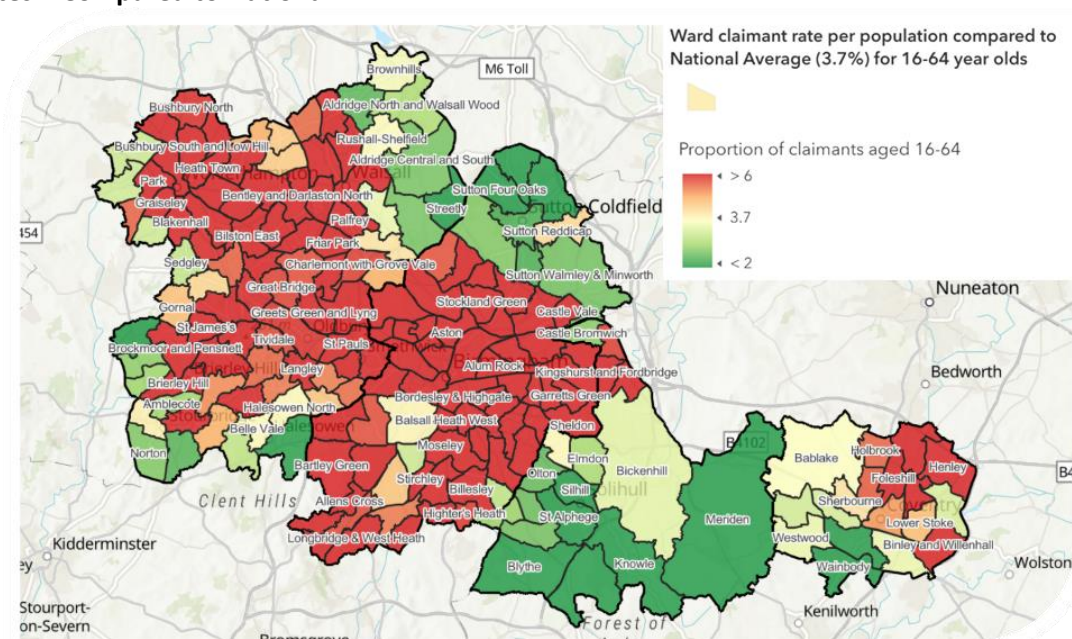 Brownhills
M6 Toll
Ward claimant rate per population compared to
National Average (3.7%) for 16-64 year olds
Proportion of claimants aged 16-64
> 6
3.7
< 2
Bushbury North
Aldridge North and Walsall Wood
Bushbury South and Low Hill
Rushall-Shelfield
Heath Town
Aldridge Central and South
Walsall
Park
Bentley and Darlaston North
Sutton Four Oaks
Graiseley
Streetly
Sutton Coldfield
Blakenhall
Palfrey
Sutton Reddicap
454
Bilston East
Friar Park
Sedgley
Charlemont with Grove Vale
Sutton Walmley & Minworth
Great Bridge
Nuneaton
Gornal
Stockland Green
Greets Green and Lyng
Castle Vale
St James's
Aston
Castle Bromwich
Tividale
St.Pauls
Brockmoor and Pensnett
Alum Rock
Kingshurst and Fordbridge
Bedworth
Brierley Hill
Langley
Bordesley & Highgate
Garretts Green
Amblecote
Halesowen North
Balsall Heath West
Sheldon
Belle Vale
Moseley
B4102
Norton
Elmdon
Bickenhill
Bablake
Holbrook
Henley
B4
Bartley Green
Stirchley
Olton
Foleshill
Clent Hills
Billesley
Silhill
Solihull
Sherbourne
Coventry
Allens Cross
Highter's Heath
St Alphege
Meriden
Lower Stoke
Longbridge & West Heath
Westwood
Binley and Willenhall
Kidderminster
Blythe
Knowle
Wainbody
Wolston
Stourport-
on-Severn
Forest of
Kenilworth